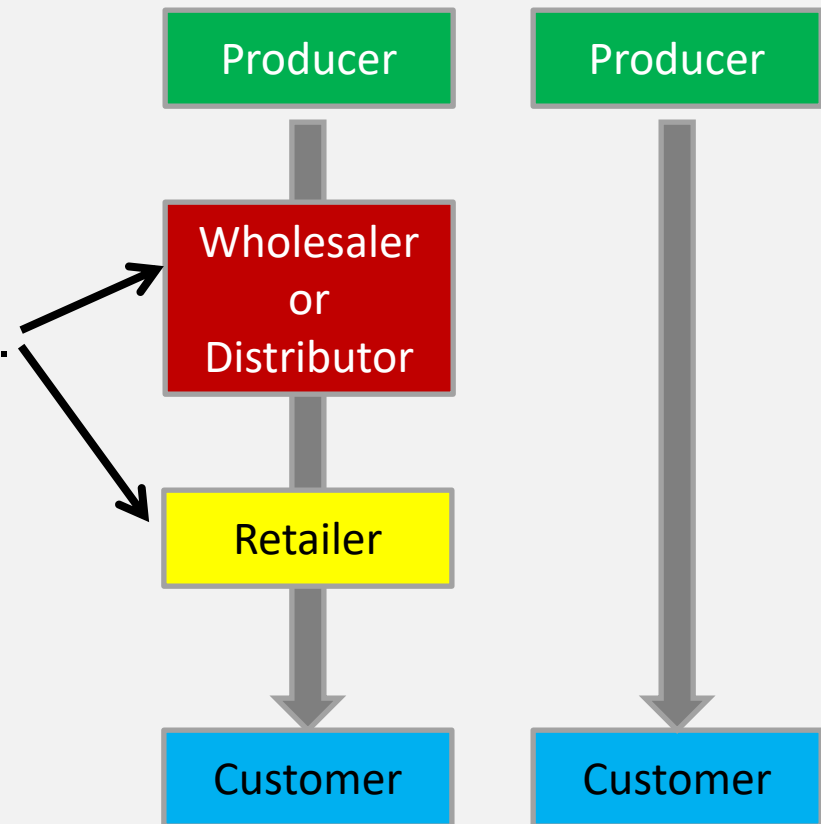 Producer
Producer
Wholesaler
or
Distributor
.
Retailer
Customer
Customer